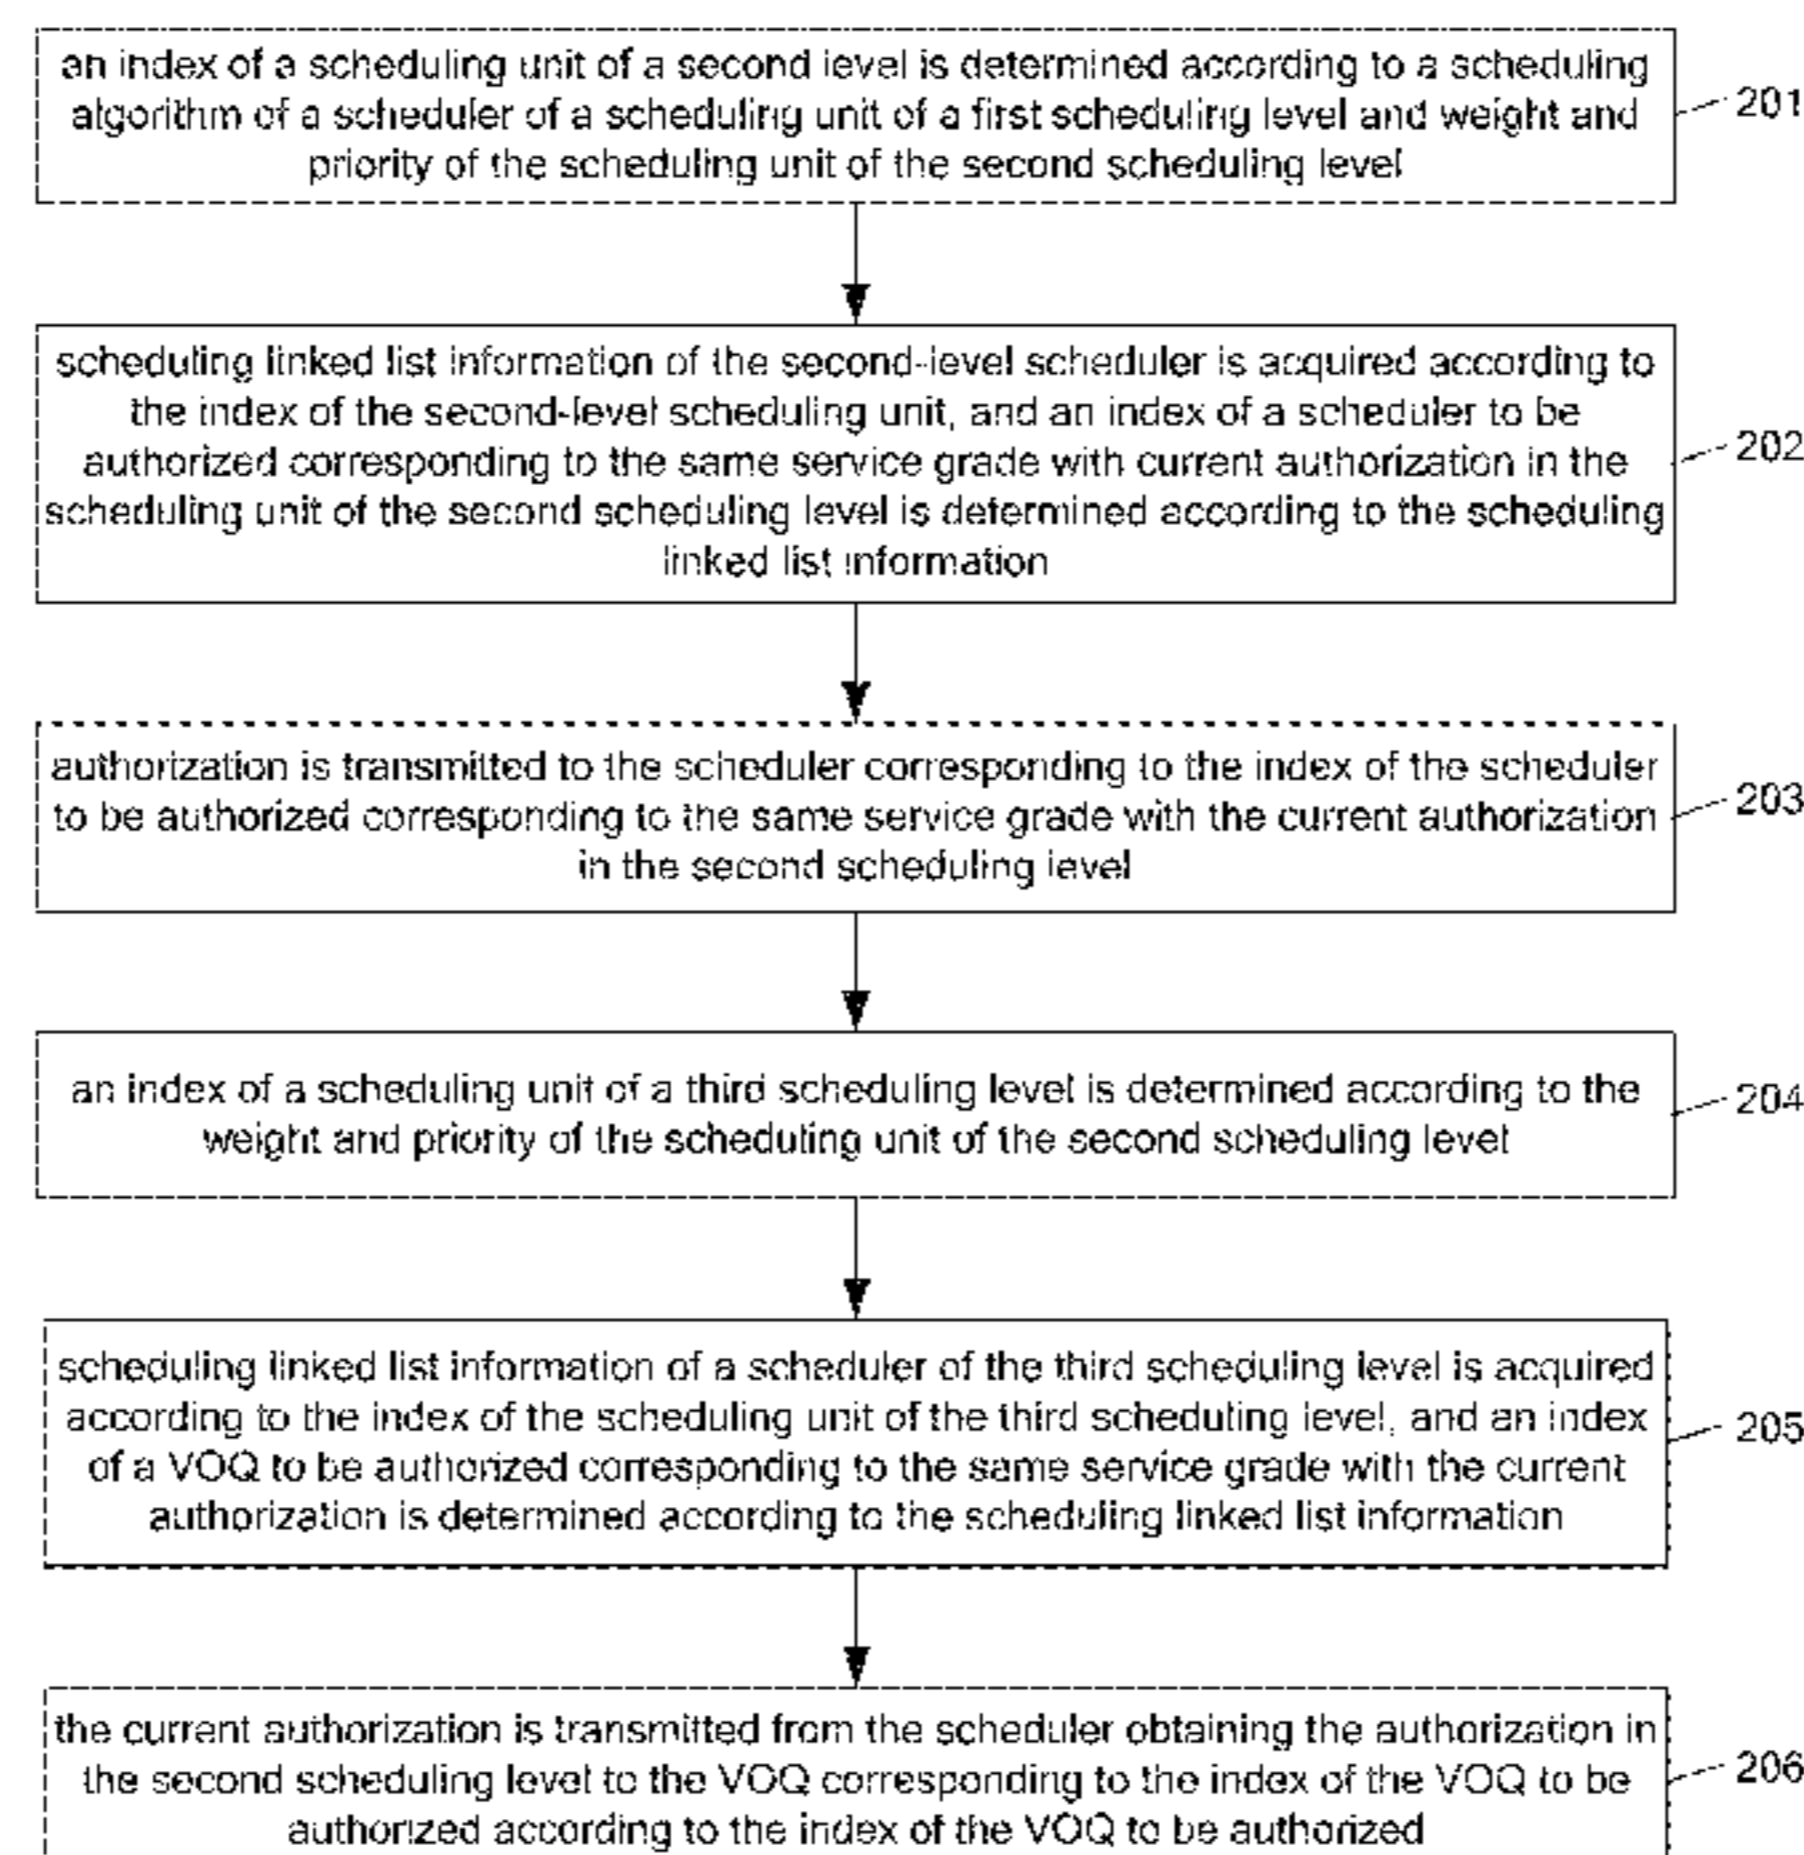 an index of a scheduling unit of a second level is determined according to a scheduling
algorithm of a scheduler of a scheduling unit of a first scheduling level and weight and
priority of the scheduling unit of the second scheduling level
201
scheduling linked list information of the second-level scheduler is acquired according to
the index of the second-level scheduling unit, and an index of a scheduler to be
authorized corresponding to the same service grade with current authorization in the
scheduling unit of the second scheduling level is determined according to the scheduling
linked list information
202
authorization is transmitted to the scheduler corresponding to the index of the scheduler
to be authorized corresponding to the same service grade with the current authorization
in the second scheduling level
203
an index of a scheduling unit of a third scheduling level is determined according to the
weight and priority of the scheduling unit of the second scheduling level
204
scheduling linked list information of a scheduler of the third scheduling level is acquired
according to the index of the scheduling unit of the third scheduling level, and an index
of a VOQ to be authorized corresponding to the same service grade with the current
authorization is determined according to the scheduling linked list information
205
the current authorization is transmitted from the scheduler obtaining the authorization in
the second scheduling level to the VOQ corresponding to the index of the VOQ to be
authorized according to the index of the VOQ to be authorized
206